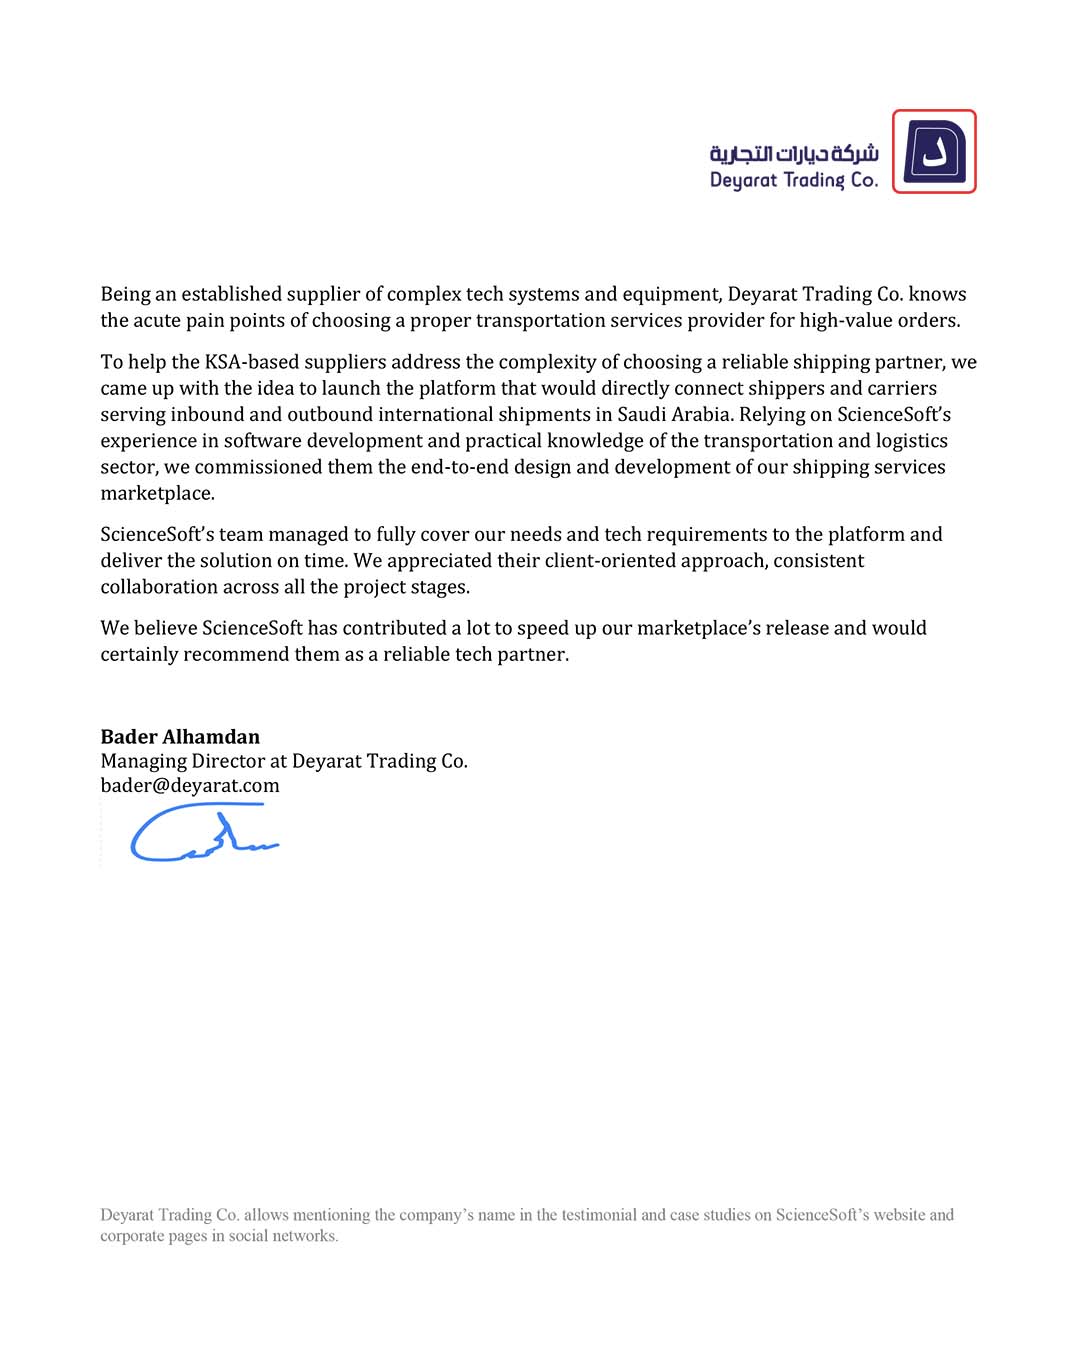 شركة ديارات التجارية
Deyarat Trading Co.
د
Being an established supplier of complex tech systems and equipment, Deyarat Trading Co. knows
the acute pain points of choosing a proper transportation services provider for high-value orders.
To help the KSA-based suppliers address the complexity of choosing a reliable shipping partner, we
came up with the idea to launch the platform that would directly connect shippers and carriers
serving inbound and outbound international shipments in Saudi Arabia. Relying on ScienceSoft’s
experience in software development and practical knowledge of the transportation and logistics
sector, we commissioned them the end-to-end design and development of our shipping services
marketplace.
ScienceSoft’s team managed to fully cover our needs and tech requirements to the platform and
deliver the solution on time. We appreciated their client-oriented approach, consistent
collaboration across all the project stages.
We believe ScienceSoft has contributed a lot to speed up our marketplace’s release and would
certainly recommend them as a reliable tech partner.
Bader Alhamdan
Managing Director at Deyarat Trading Co.
bader@deyarat.com
Deyarat Trading Co. allows mentioning the company’s name in the testimonial and case studies on ScienceSoft’s website and
corporate pages in social networks.